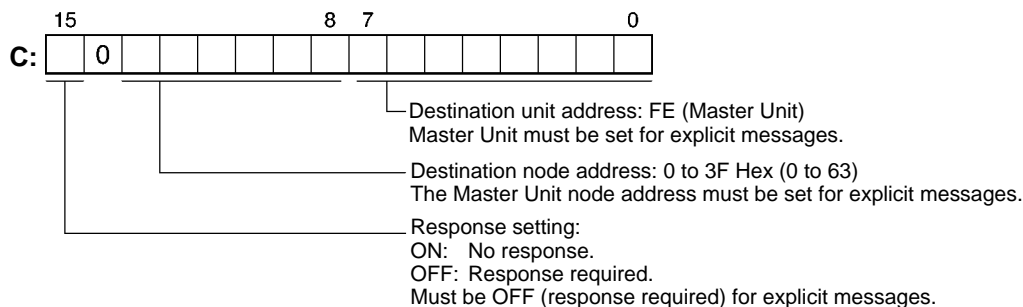 15 8 7 0
C: 0
Destination unit address: FE (Master Unit)
Master Unit must be set for explicit messages.
Destination node address: 0 to 3F Hex (0 to 63)
The Master Unit node address must be set for explicit messages.
Response setting:
ON: No response.
OFF: Response required.
Must be OFF (response required) for explicit messages.